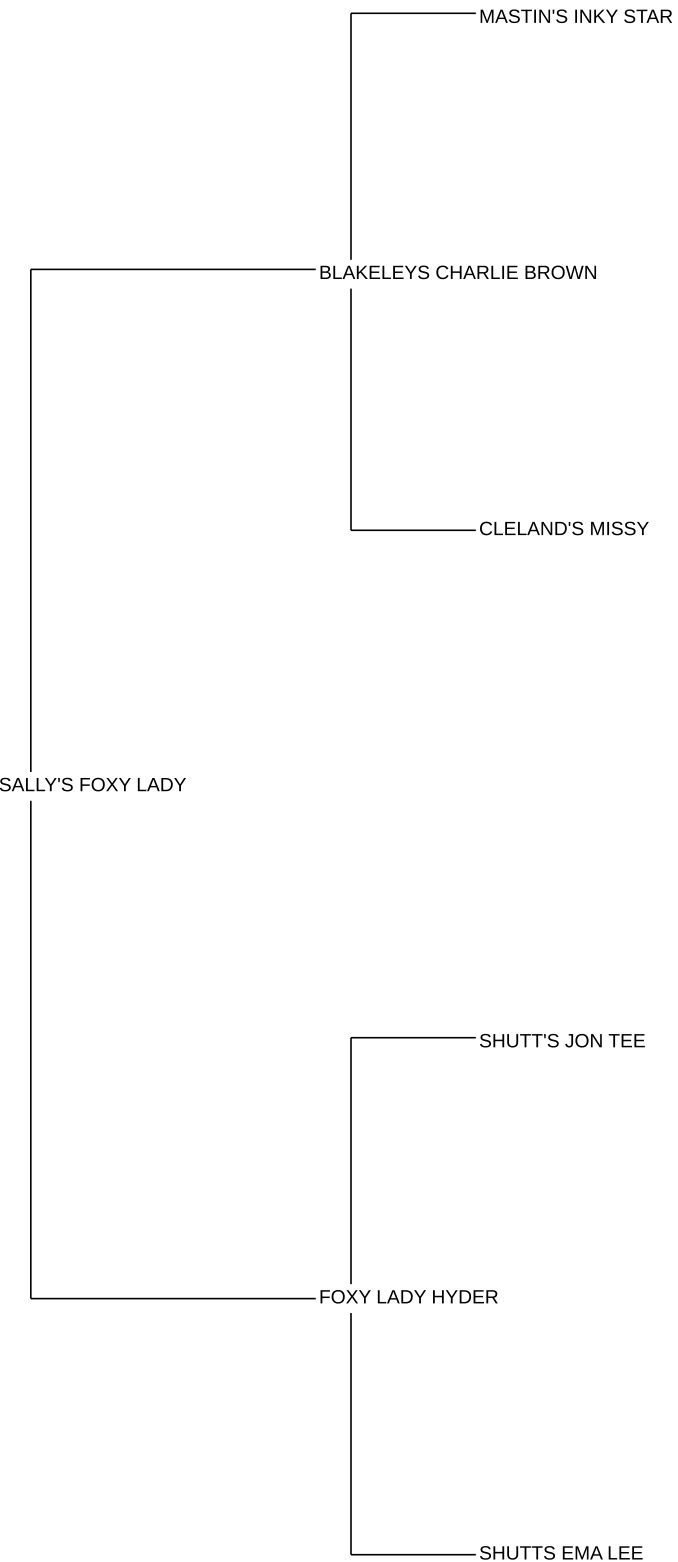 MASTIN'S INKY STAR
BLAKELEYS CHARLIE BROWN
CLELAND'S MISSY
SALLY'S FOXY LADY
SHUTT'S JON TEE
FOXY LADY HYDER
SHUTTS EMA LEE